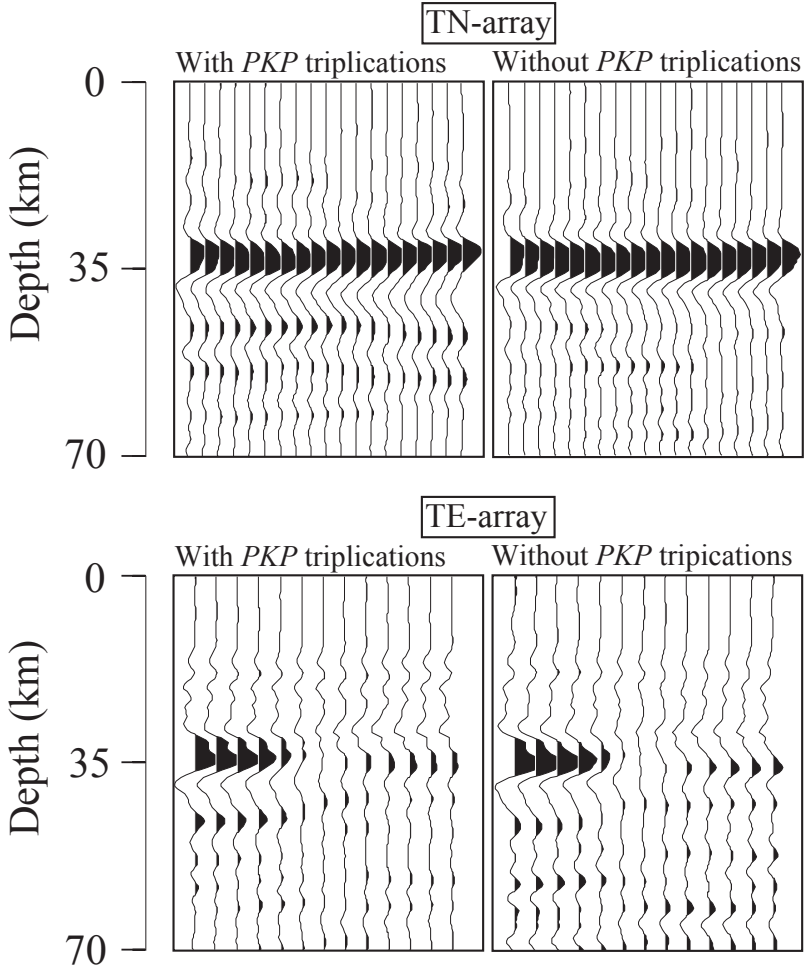 TN-array
With PKP triplications
Without PKP triplications
0
35
70
Depth (km)
TE-array
With PKP triplications
Without PKP tripications
0
35
70
Depth (km)